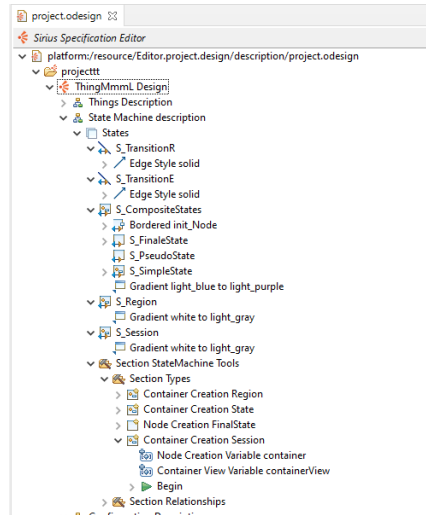 project.odesign
Sirius Specification Editor
platform:/resource/Editor.project.design/description/project.odesign
projecttt
ThingMmmL Design
Things Description
State Machine description
States
S_TransitionR
Edge Style solid
S_TransitionE
Edge Style solid
S_CompositeStates
Bordered init_Node
S_FinaleState
S_PseudoState
S_SimpleState
Gradient light_blue to light_purple
S_Region
Gradient white to light_gray
S_Session
Gradient white to light_gray
Section StateMachine Tools
Section Types
Container Creation Region
Container Creation State
Node Creation FinalState
Container Creation Session
Node Creation Variable container
Container View Variable containerView
Begin
Section Relationships